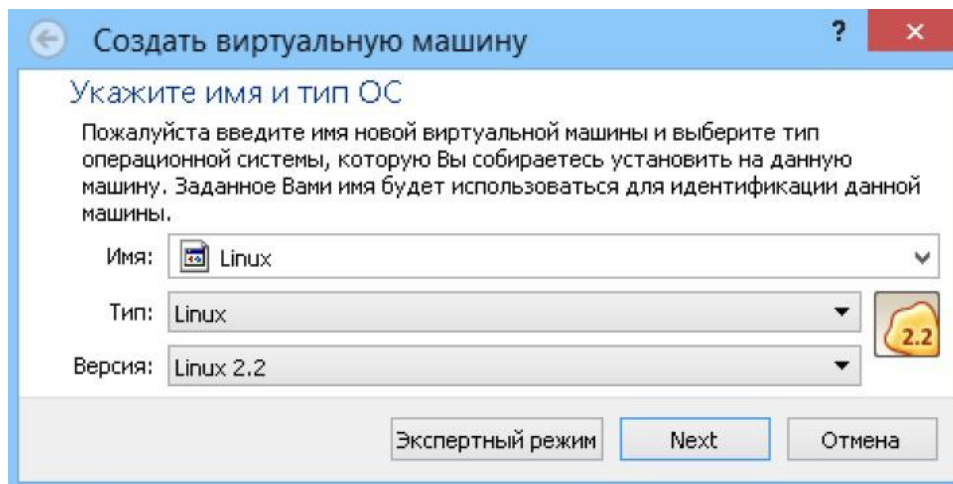 Создать виртуальную машину
?
Укажите имя и тип ОС
Пожалуйста введите имя новой виртуальной машины и выберите тип
операционной системы, которую Вы собираетесь установить на данную
машину. Заданное Вами имя будет использоваться для идентификации данной
машины.
Имя: Linux
Тип: Linux
2.2
Версия: Linux 2.2
Экспертный режим Next Отмена